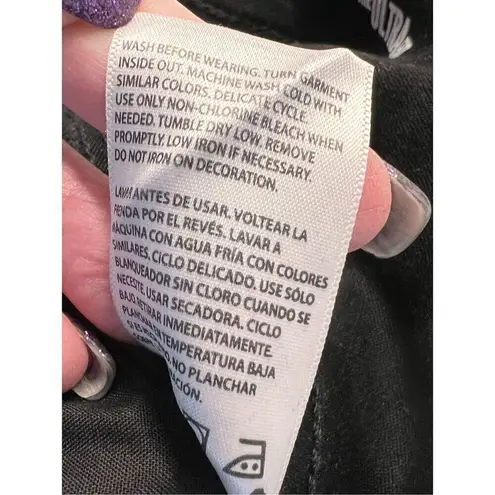 WASH BEFORE WEARING. TURN GARMENT
INSIDE OUT. MACHINE WASH COLD WITH
SIMILAR COLORS. DELICATE CYCLE.
USE ONLY NON-CHLORINE BLEACH WHEN
NEEDED. TUMBLE DRY LOW. REMOVE
PROMPTLY. LOW IRON IF NECESSARY.
DO NOT IRON ON DECORATION.
ANTES DE USAR. VOLTEAR LA
POR EL REVÉS. LAVAR A
MÁQUINA CON AGUA FRÍA CON COLORES
SIMILARES, CICLO DELICADO. USE SÓLO
BLANQUEADOR SIN CLORO CUANDO SE
NECESITE. USAR SECADORA. CICLO
BAJO. RETIRAR INMEDIATAMENTE.
EN TEMPERATURA BAJA
NO PLANCHAR